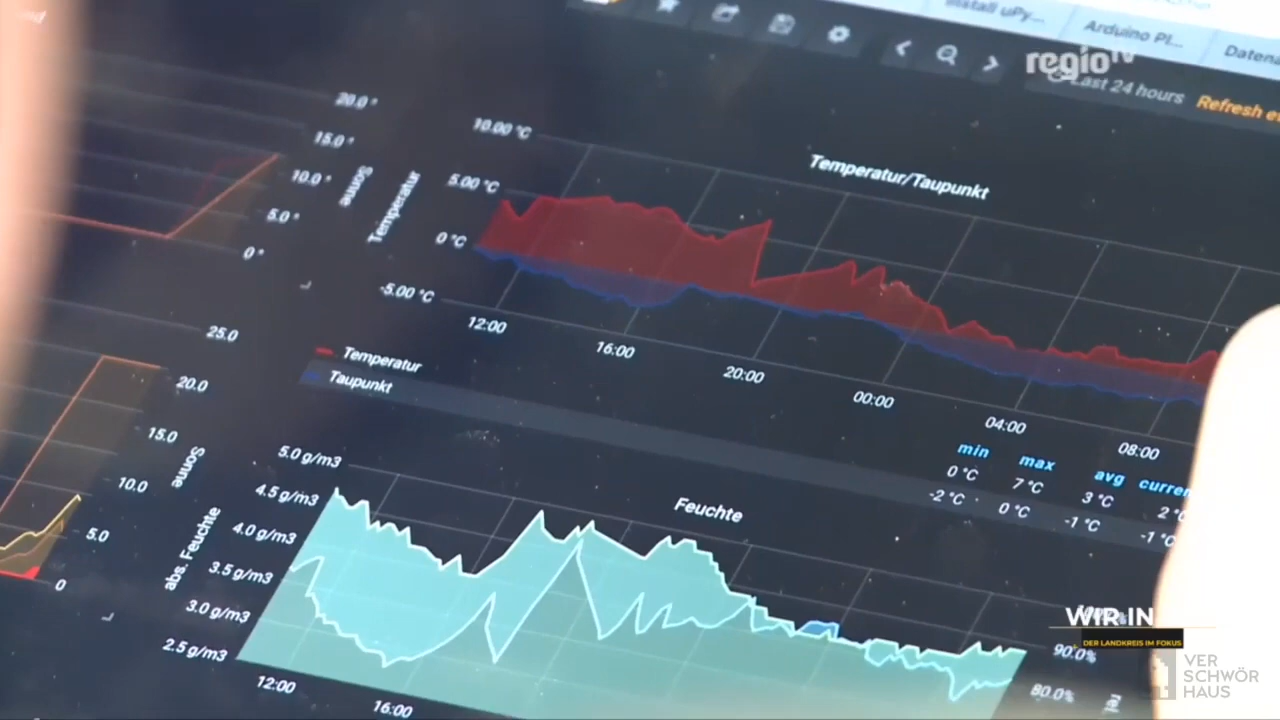 Install uPy...
Arduino Pl...
Datena
regioTV
Last 24 hours
Refresh e
20.0 °
15.0 °
10.0 °
5.0 °
0 °
Sonne
10.00 °C
5.00 °C
0 °C
-5.00 °C
Temperatur
Temperatur/Taupunkt
12:00
16:00
20:00
00:00
04:00
08:00
Temperatur
Taupunkt
min max avg curren
0 °C 7 °C 3 °C 2 °C
-2 °C 0 °C -1 °C -1 °C
25.0
20.0
15.0
10.0
5.0
0
Sonne
Feuchte
5.0 g/m3
4.5 g/m3
4.0 g/m3
3.5 g/m3
3.0 g/m3
2.5 g/m3
abs. Feuchte
12:00
16:00
90.0%
80.0%
WIR IN
DER LANDKREIS IM FOKUS
VER
SCHWÖR
HAUS